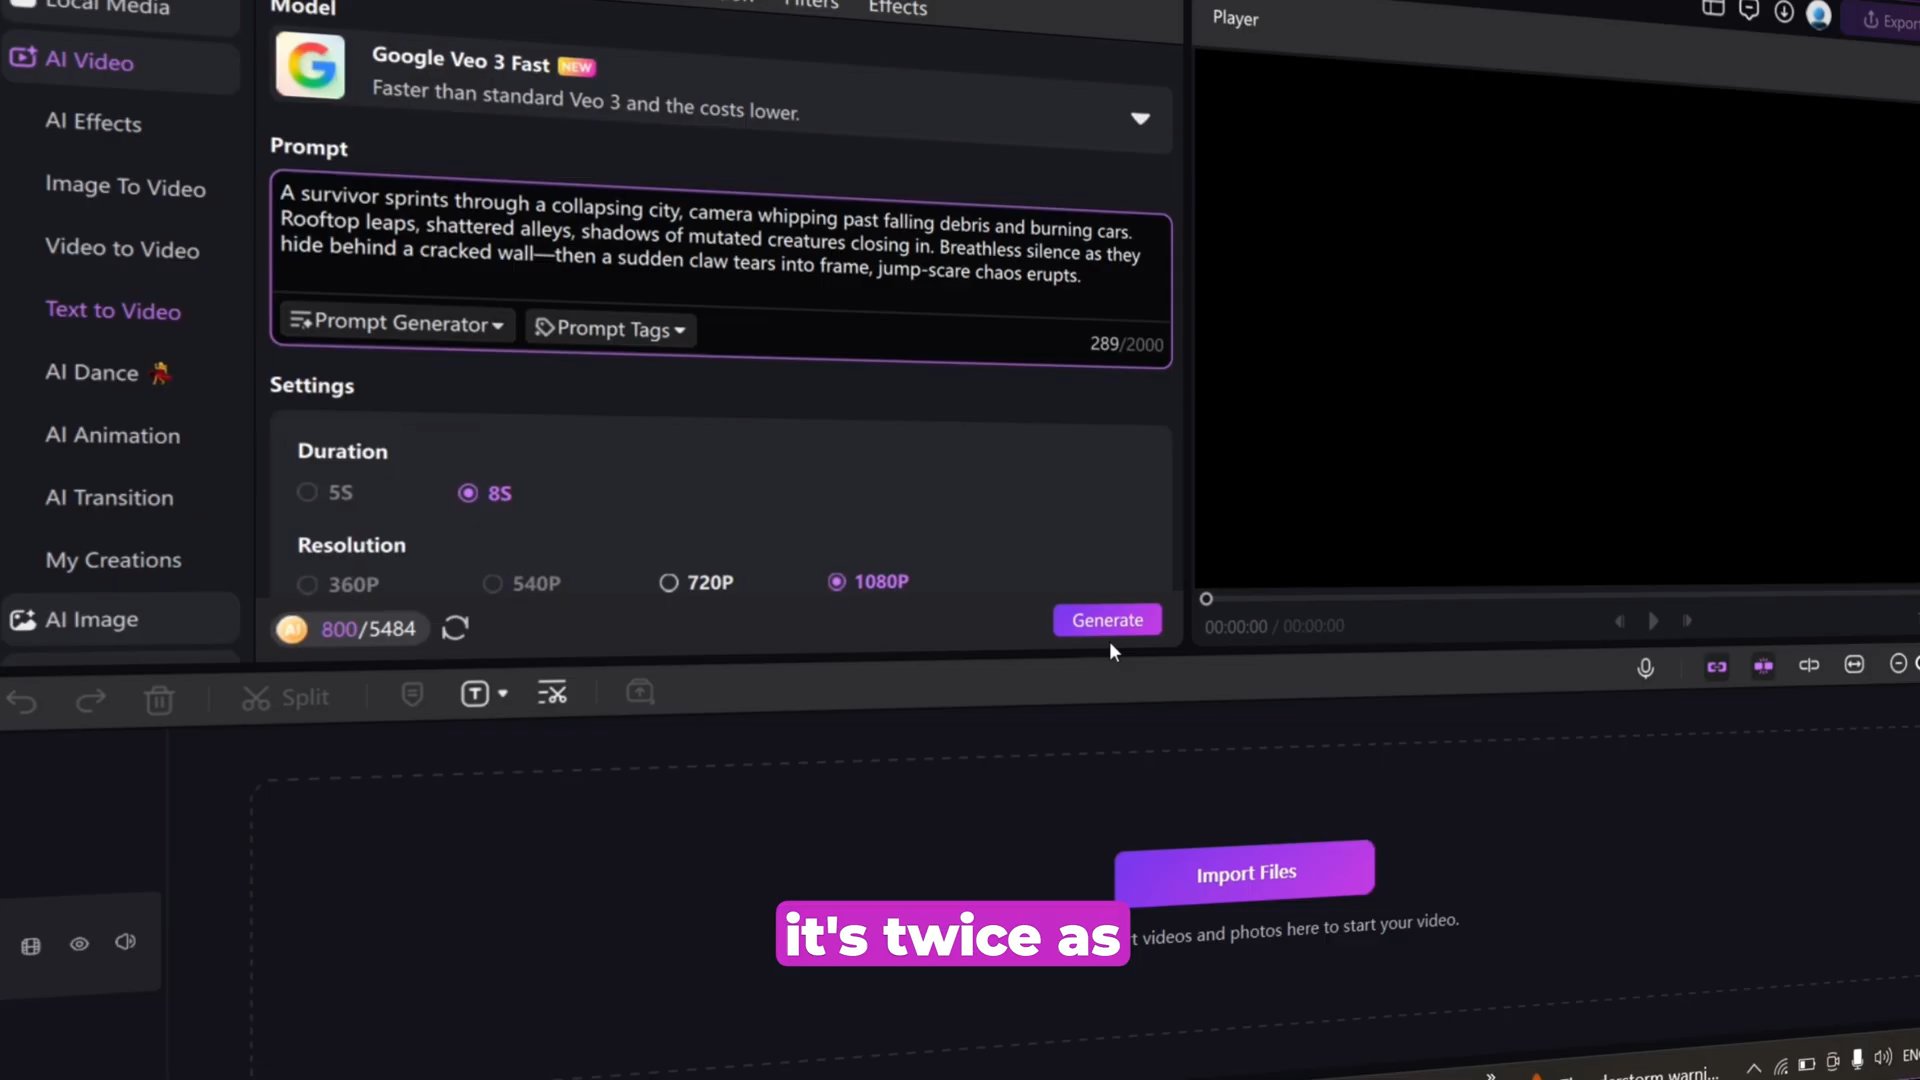 Local Media
AI Video
AI Effects
Image To Video
Video to Video
Text to Video
AI Dance
AI Animation
AI Transition
My Creations
AI Image
Filters
Effects
Model
Google Veo 3 Fast NEW
Faster than standard Veo 3 and the costs lower.
Prompt
A survivor sprints through a collapsing city, camera whipping past falling debris and burning cars.
Rooftop leaps, shattered alleys, shadows of mutated creatures closing in. Breathless silence as they
hide behind a cracked wall—then a sudden claw tears into frame, jump-scare chaos erupts.
Prompt Generator
Prompt Tags
289/2000
Settings
Duration
5S
8S
Resolution
360P
540P
720P
1080P
AI
800/5484
Generate
Player
Export
00:00:00 / 00:00:00
Split
T
Import Files
videos and photos here to start your video.
it's twice as
warni...